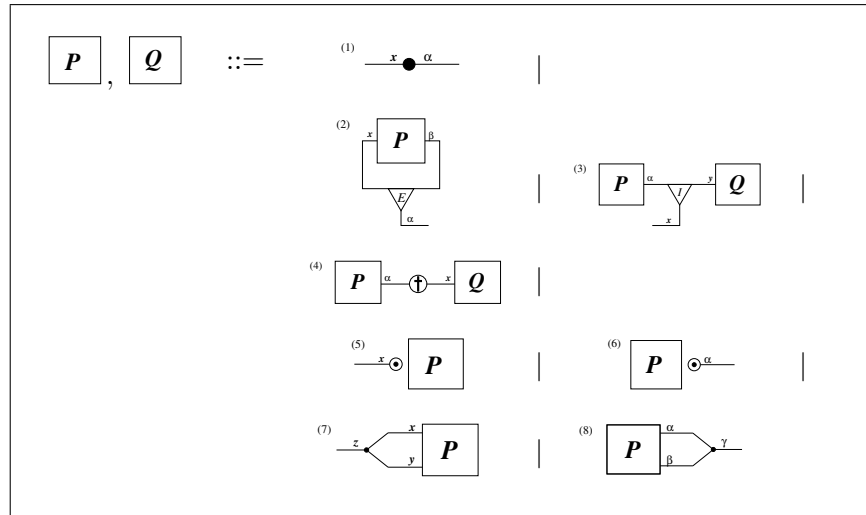 P , Q ::= (1) x α |
(2) x P β E α | (3) P α I y Q x |
(4) P α † x Q |
(5) x P | (6) P α |
(7) z x y P | (8) P α β γ